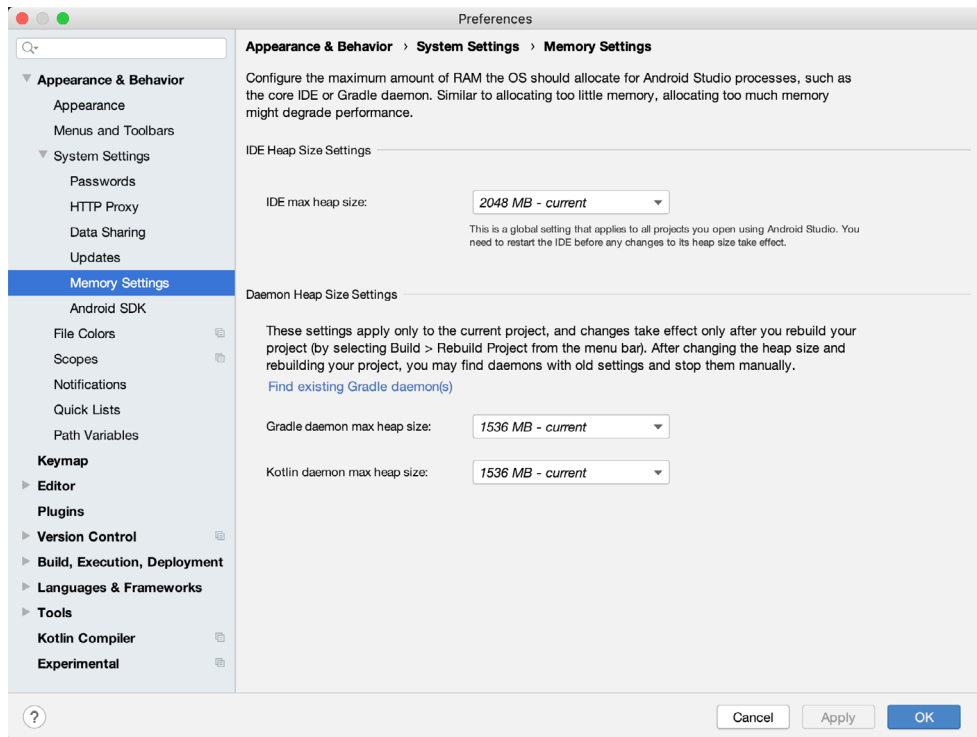 Preferences
Appearance & Behavior
Appearance
Menus and Toolbars
System Settings
Passwords
HTTP Proxy
Data Sharing
Updates
Memory Settings
Android SDK
File Colors
Scopes
Notifications
Quick Lists
Path Variables
Keymap
Editor
Plugins
Version Control
Build, Execution, Deployment
Languages & Frameworks
Tools
Kotlin Compiler
Experimental
Appearance & Behavior › System Settings › Memory Settings
Configure the maximum amount of RAM the OS should allocate for Android Studio processes, such as
the core IDE or Gradle daemon. Similar to allocating too little memory, allocating too much memory
might degrade performance.
IDE Heap Size Settings
IDE max heap size: 2048 MB - current
This is a global setting that applies to all projects you open using Android Studio. You
need to restart the IDE before any changes to its heap size take effect.
Daemon Heap Size Settings
These settings apply only to the current project, and changes take effect only after you rebuild your
project (by selecting Build > Rebuild Project from the menu bar). After changing the heap size and
rebuilding your project, you may find daemons with old settings and stop them manually.
Find existing Gradle daemon(s)
Gradle daemon max heap size: 1536 MB - current
Kotlin daemon max heap size: 1536 MB - current
? Cancel Apply OK